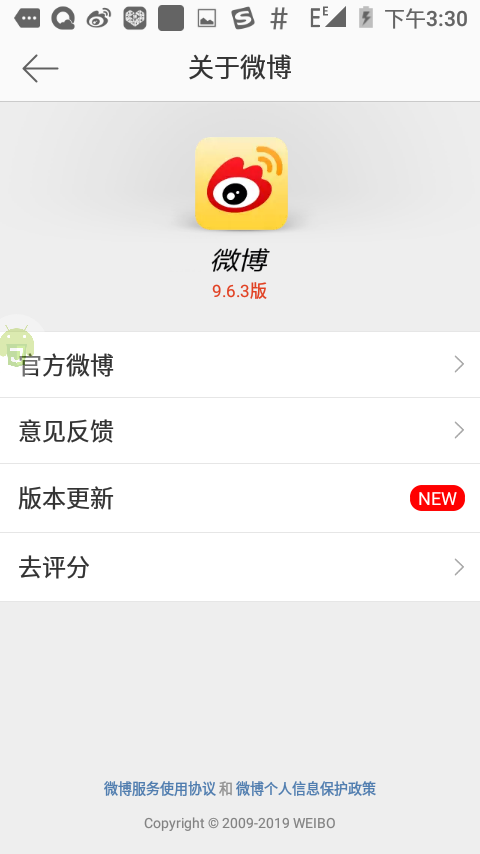 下午3:30
关于微博
微博
9.6.3版
官方微博
意见反馈
版本更新 NEW
去评分
微博服务使用协议 和 微博个人信息保护政策
Copyright © 2009-2019 WEIBO